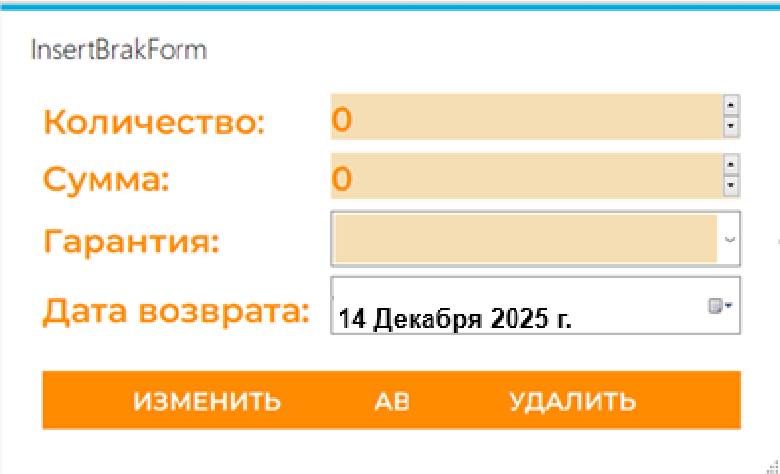 InsertBrakForm
Количество: 0
Сумма: 0
Гарантия:
Дата возврата: 14 Декабря 2025 г.
ИЗМЕНИТЬ АВ УДАЛИТЬ